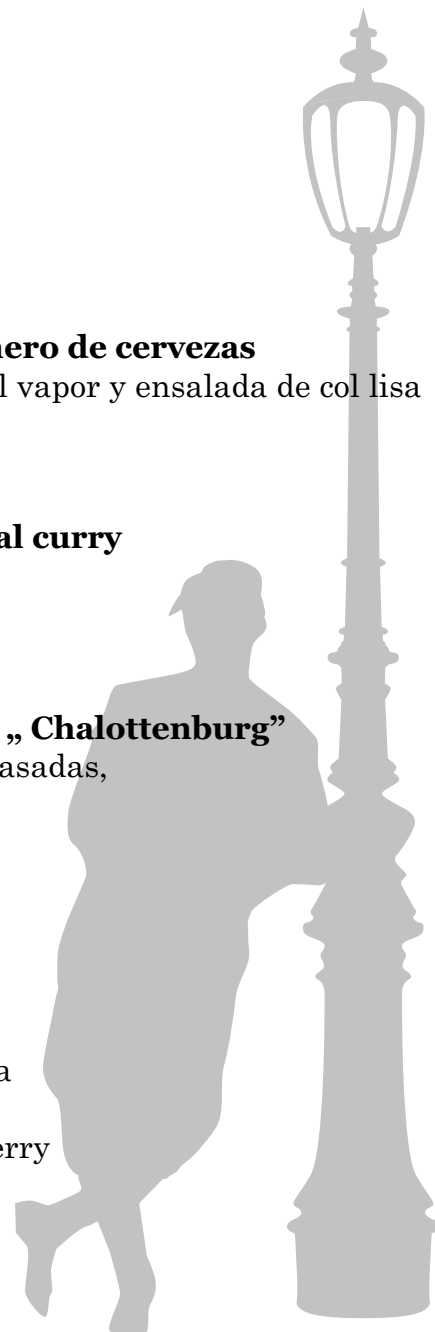 nero de cervezas
l vapor y ensalada de col lisa
al curry
„ Chalottenburg”
asadas,
a
erry